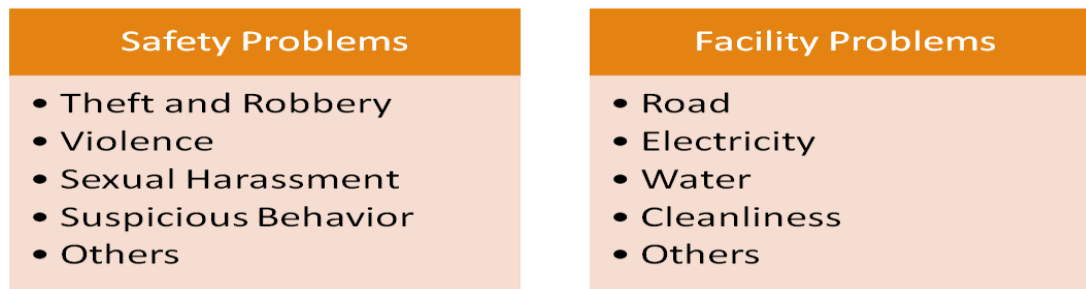 Safety Problems
• Theft and Robbery
• Violence
• Sexual Harassment
• Suspicious Behavior
• Others
Facility Problems
• Road
• Electricity
• Water
• Cleanliness
• Others